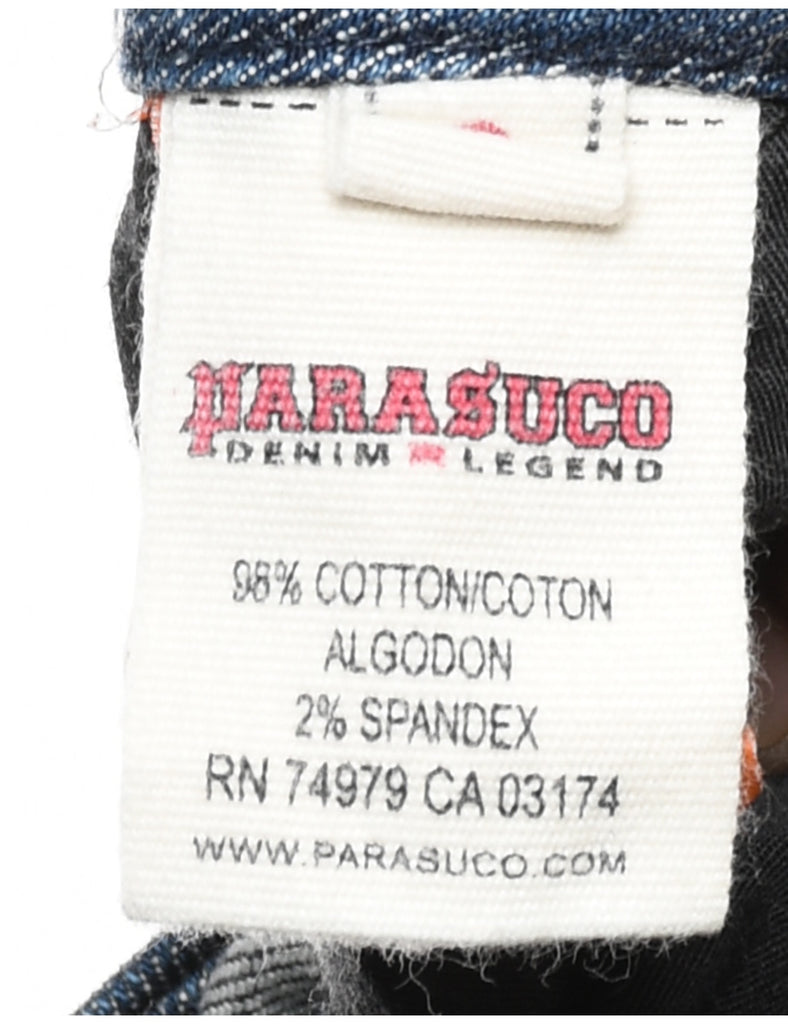 PARASUCO
DENIM LEGEND
98% COTTON/COTON
ALGODON
2% SPANDEX
RN 74979 CA 03174
WWW.PARASUCO.COM